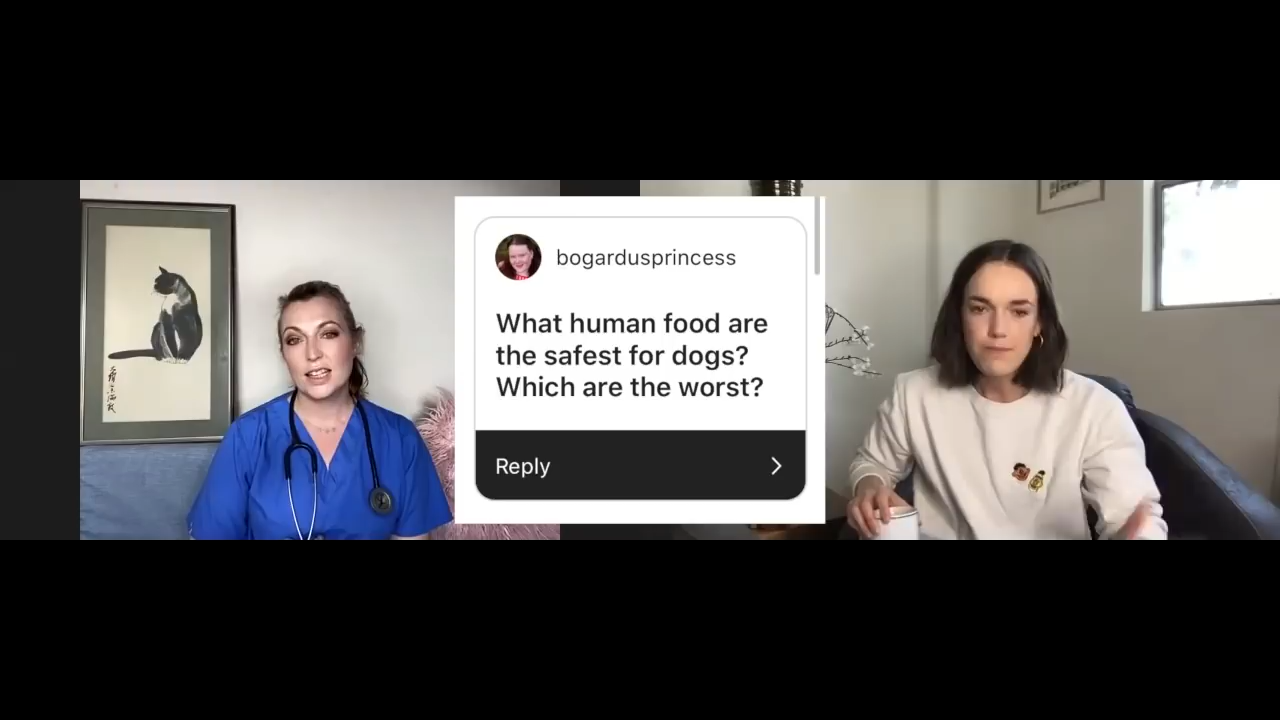 bogardusprincess
What human food are
the safest for dogs?
Which are the worst?
Reply